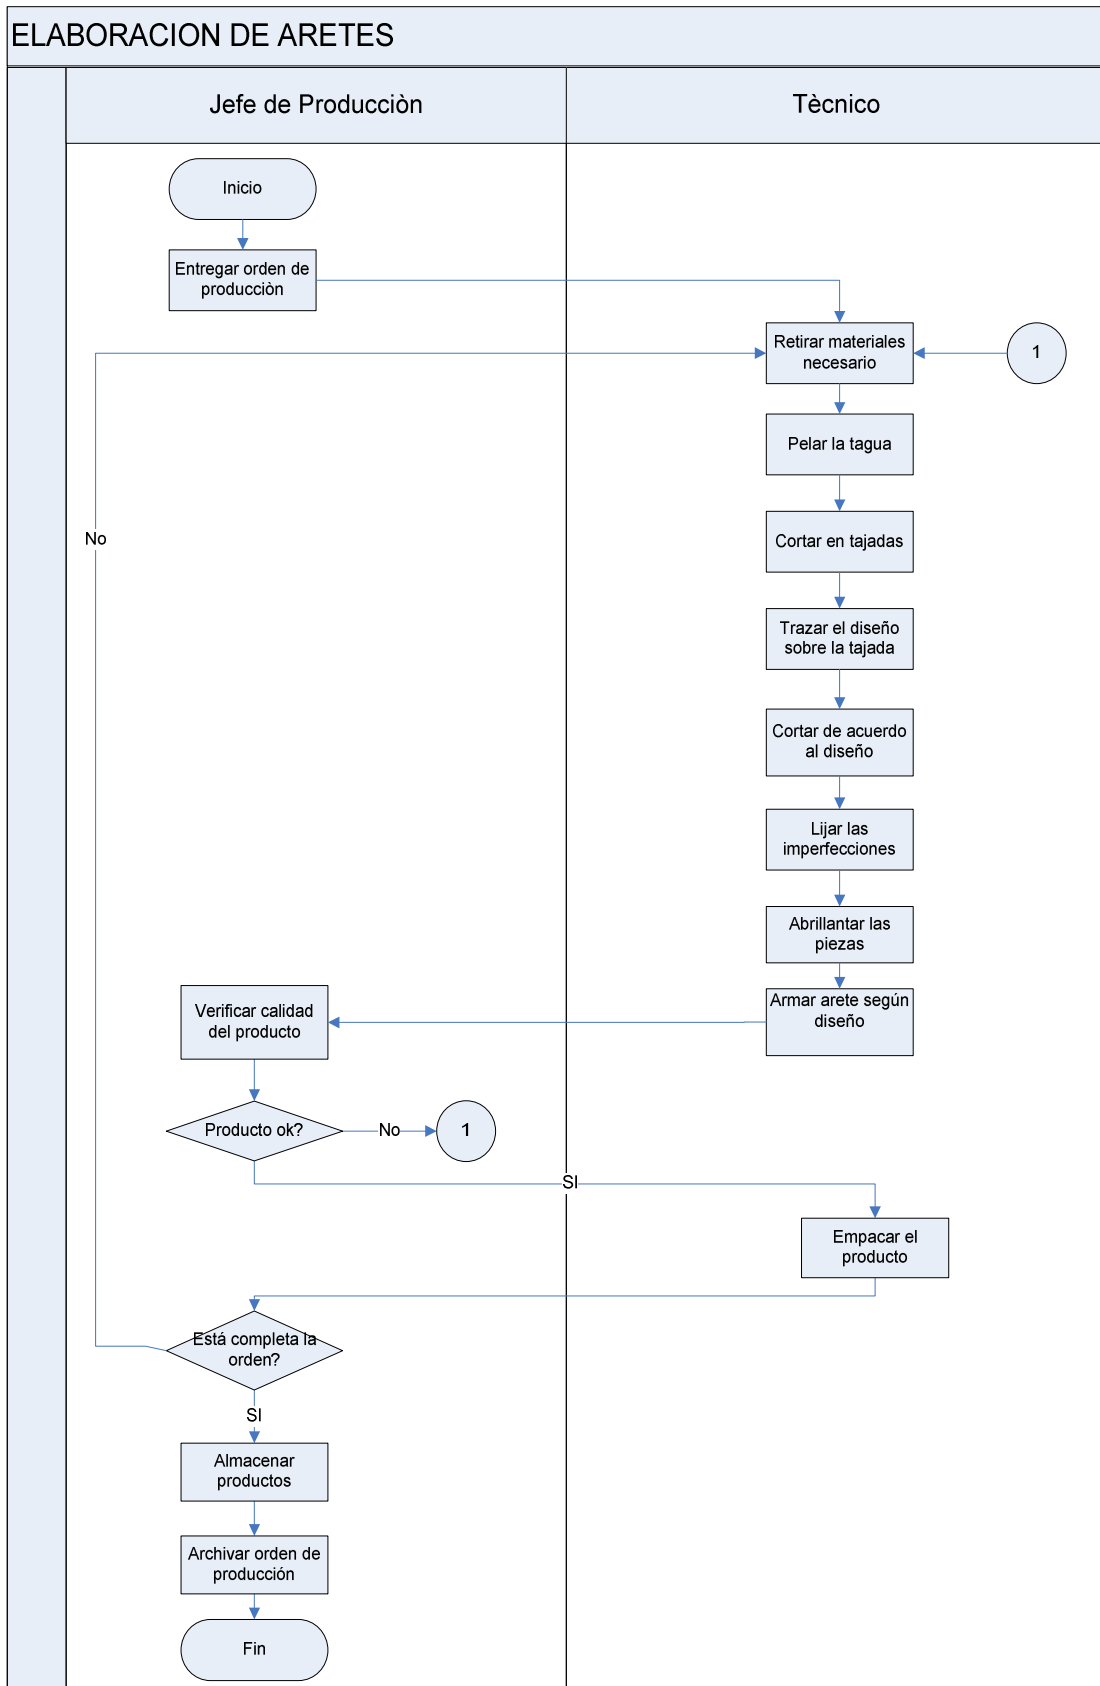 ELABORACION DE ARETES
Jefe de Producciòn
Tècnico
Inicio
Entregar orden de
producciòn
Retirar materiales
necesario
1
Pelar la tagua
No
Cortar en tajadas
Trazar el diseño
sobre la tajada
Cortar de acuerdo
al diseño
Lijar las
imperfecciones
Abrillantar las
piezas
Armar arete según
diseño
Verificar calidad
del producto
Producto ok?
No
1
SI
Empacar el
producto
Está completa la
orden?
SI
Almacenar
productos
Archivar orden de
producción
Fin